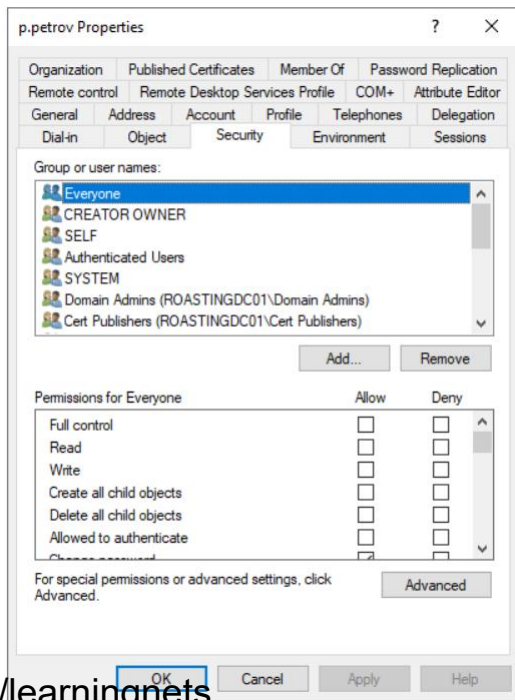 p.petrov Properties ? ×
Organization Published Certificates Member Of Password Replication
Remote control Remote Desktop Services Profile COM+ Attribute Editor
General Address Account Profile Telephones Delegation
Dial-in Object Security Environment Sessions
Group or user names:
Everyone
CREATOR OWNER
SELF
Authenticated Users
SYSTEM
Domain Admins (ROASTINGDC01\Domain Admins)
Cert Publishers (ROASTINGDC01\Cert Publishers)
Add... Remove
Permissions for Everyone Allow Deny
Full control
Read
Write
Create all child objects
Delete all child objects
Allowed to authenticate
Change password
For special permissions or advanced settings, click
Advanced.
Advanced
OK Cancel Apply Help
/learningnets